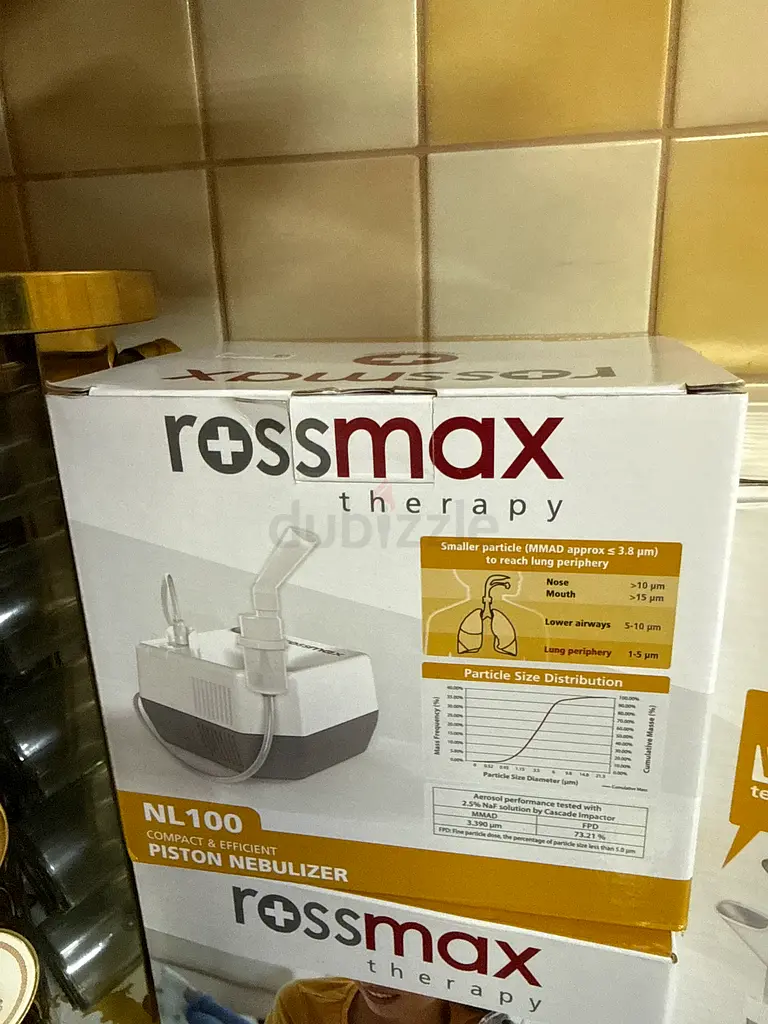 rossmax
rossmax
therapy
dubizzle
Smaller particle (MMAD approx ≤ 3.8 µm)
to reach lung periphery
Nose >10 µm
Mouth >15 µm
Lower airways 5-10 µm
Lung periphery 1-5 µm
rossmax
Particle Size Distribution
Mass Frequency (%)
Cumulative Masse (%)
Particle Size Diameter (µm)
Cumulative Mass
Aerosol performance tested with
2.5% NaF solution by Cascade Impactor
MMAD FPD
3.390 µm 73.21 %
FPD: Fine particle dose, the percentage of particle size less than 5.0 µm
NL100
COMPACT & EFFICIENT
PISTON NEBULIZER
rossmax
therapy
te